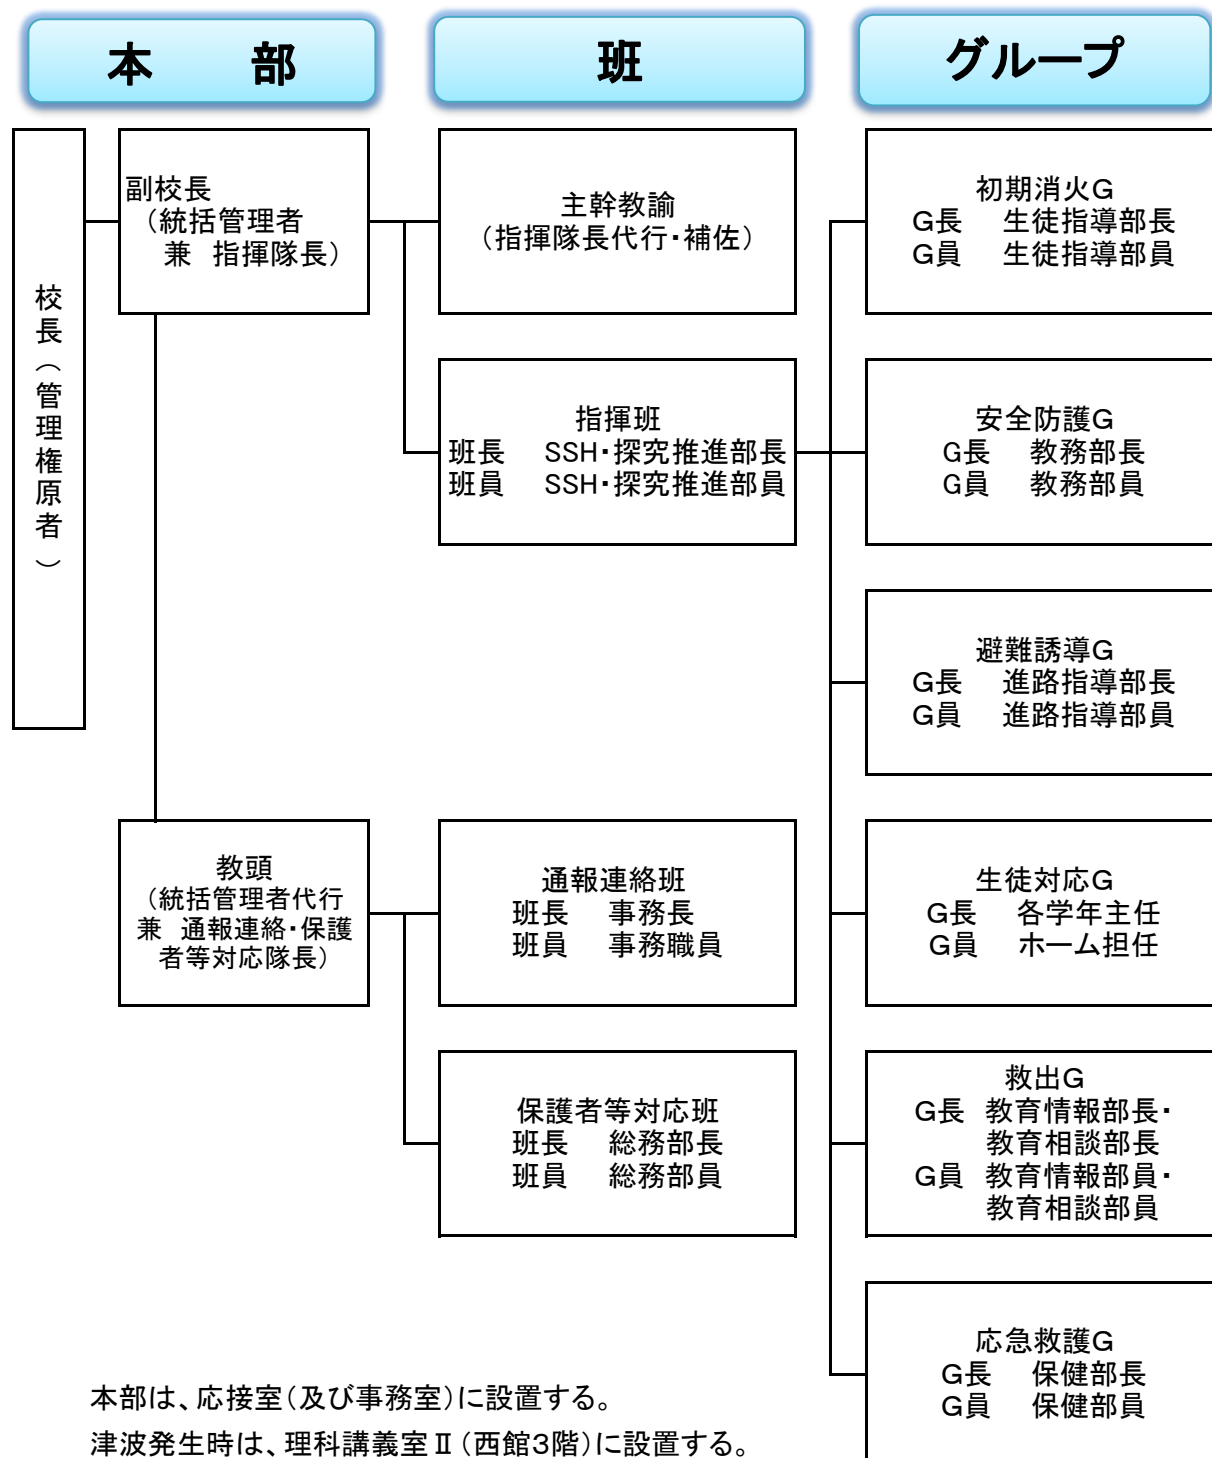 本　部
班
グループ
校長（管理権原者）
副校長
（統括管理者
兼　指揮隊長）
主幹教諭
（指揮隊長代行・補佐）
初期消火G
G長　生徒指導部長
G員　生徒指導部員
指揮班
班長　SSH・探究推進部長
班員　SSH・探究推進部員
安全防護G
G長　教務部長
G員　教務部員
避難誘導G
G長　進路指導部長
G員　進路指導部員
教頭
（統括管理者代行
兼　通報連絡・保護
者等対応隊長）
通報連絡班
班長　事務長
班員　事務職員
生徒対応G
G長　各学年主任
G員　ホーム担任
保護者等対応班
班長　総務部長
班員　総務部員
救出G
G長　教育情報部長・
教育相談部長
G員　教育情報部員・
教育相談部員
応急救護G
G長　保健部長
G員　保健部員
本部は、応接室（及び事務室）に設置する。
津波発生時は、理科講義室Ⅱ（西館3階）に設置する。